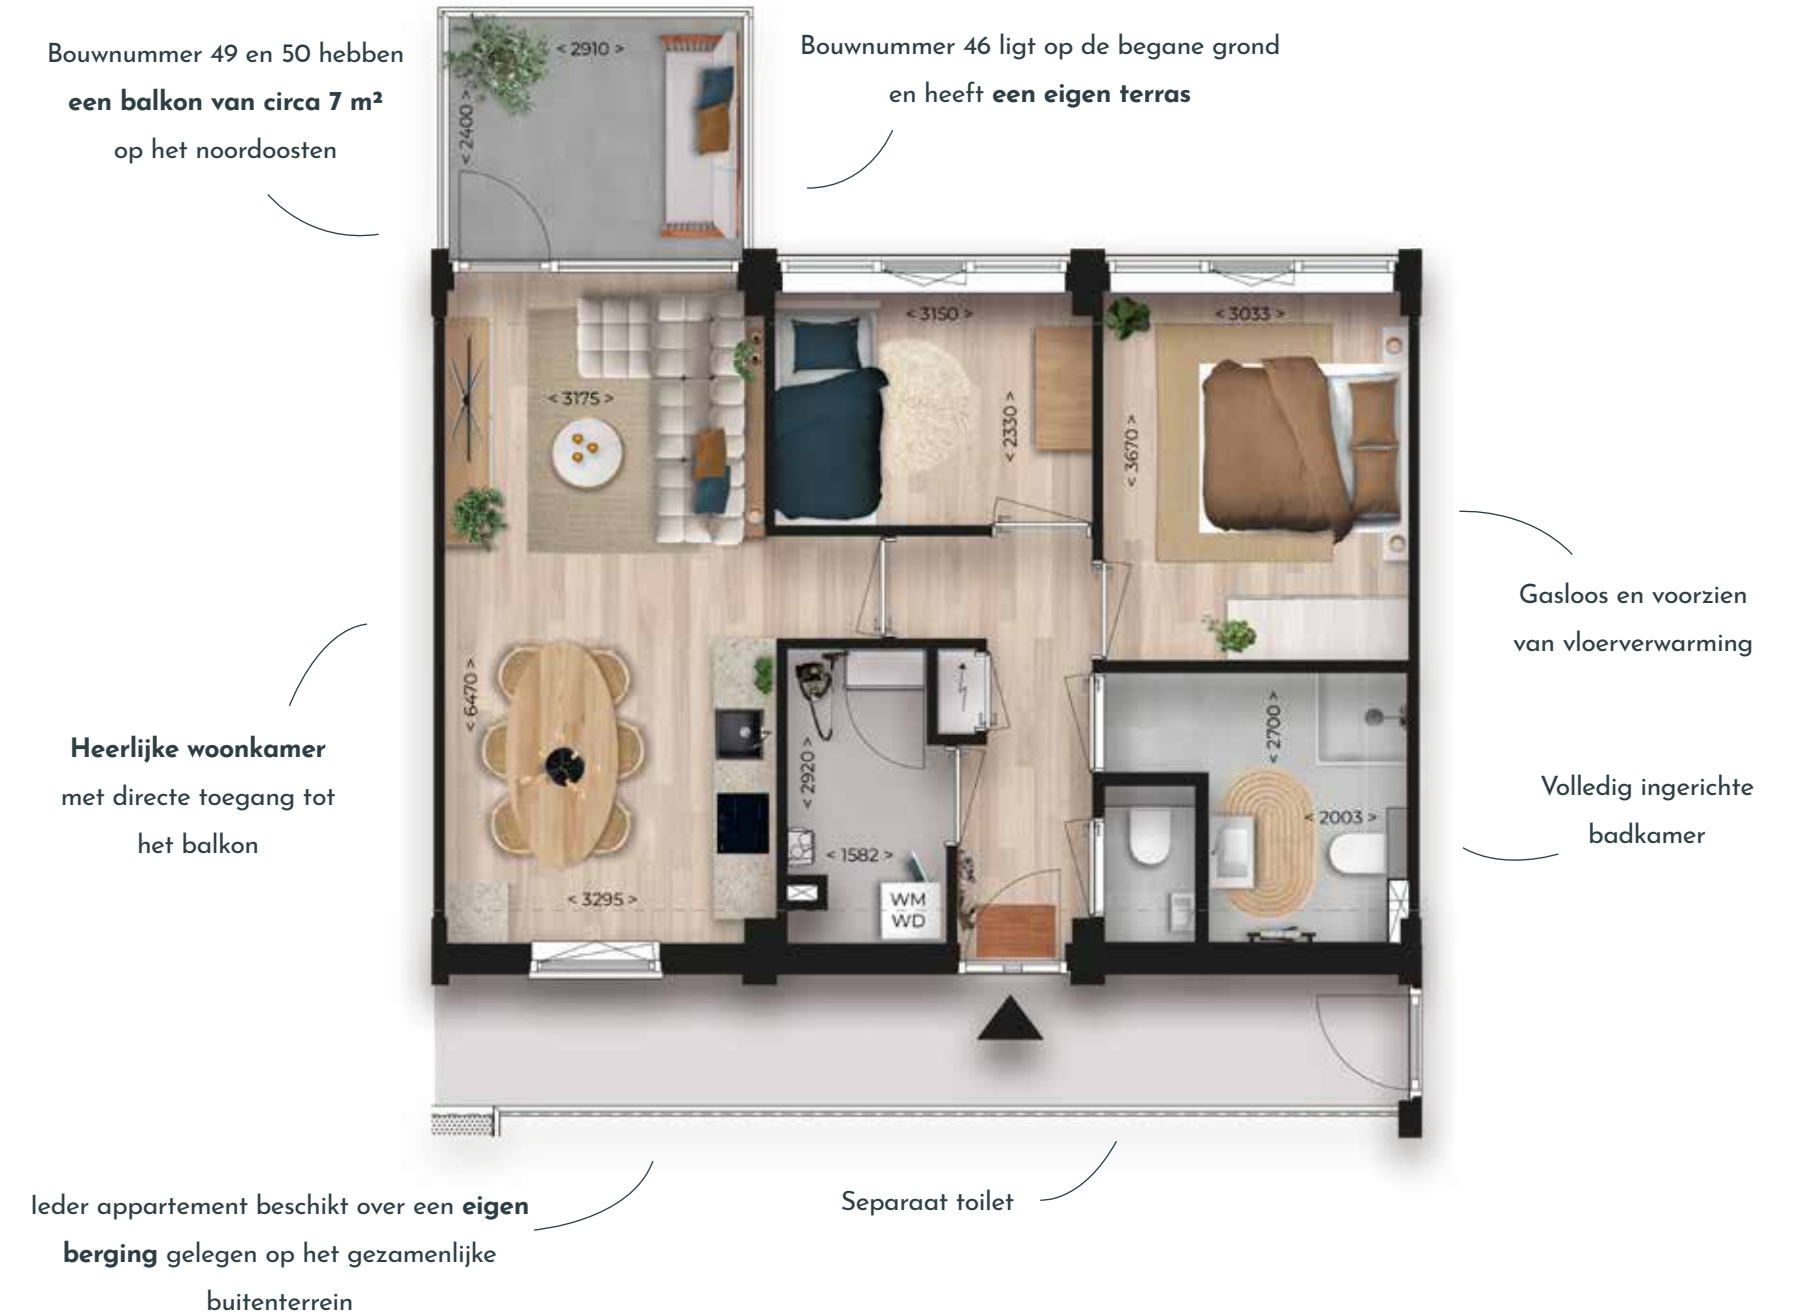 Bouwnummer 49 en 50 hebben
een balkon van circa 7 m²
op het noordoosten
Bouwnummer 46 ligt op de begane grond
en heeft een eigen terras
< 2910 >
< 2400 >
< 3150 >
< 3033 >
< 3175 >
< 2330 >
< 3670 >
Gasloos en voorzien
van vloerverwarming
Heerlijke woonkamer
met directe toegang tot
het balkon
< 6470 >
< 2920 >
< 2700 >
< 2003 >
< 1582 >
< 3295 >
WM
WD
Volledig ingerichte
badkamer
Ieder appartement beschikt over een eigen
berging gelegen op het gezamenlijke
buitenterrein
Separaat toilet